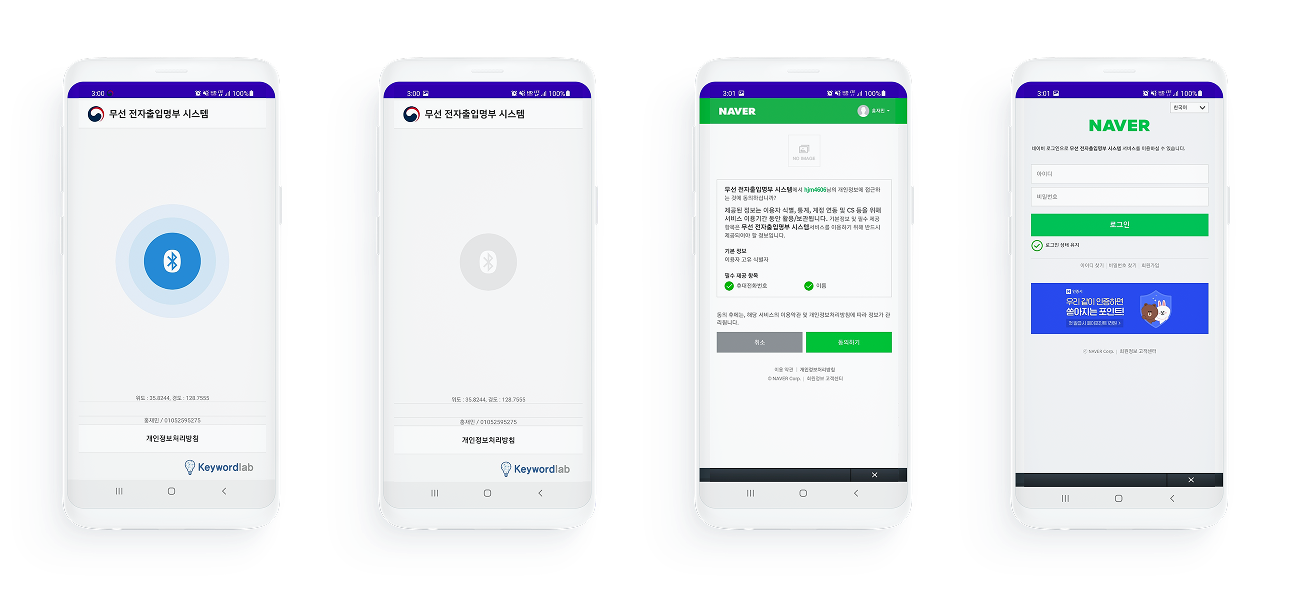 3:00
100%
무선 전자출입명부 시스템
위도 : 35.8244, 경도 : 128.7555
홍재민 / 01052595275
개인정보처리방침
Keywordlab
3:00
100%
무선 전자출입명부 시스템
위도 : 35.8244, 경도 : 128.7555
홍재민 / 01052595275
개인정보처리방침
Keywordlab
3:01
100%
NAVER
홍재민
NO IMAGE
무선 전자출입명부 시스템에서 hjm4606님의 개인정보에 접근하
는 것에 동의하십니까?
제공된 정보는 이용자 식별, 통계, 계정 연동 및 CS 등을 위해
서비스 이용기간 동안 활용/보관됩니다. 기본정보 및 필수 제공
항목은 무선 전자출입명부 시스템서비스를 이용하기 위해 반드시
제공되어야 할 정보입니다.
기본 정보
이용자 고유 식별자
필수 제공 항목
휴대전화번호 이름
동의 후에는, 해당 서비스의 이용약관 및 개인정보처리방침에 따라 정보가 관
리됩니다.
취소 동의하기
이용 약관 | 개인정보처리방침
© NAVER Corp. | 회원정보 고객센터
3:01
100%
한국어
NAVER
네이버 로그인으로 무선 전자출입명부 시스템 서비스를 이용하실 수 있습니다.
아이디
비밀번호
로그인
로그인 상태 유지
아이디 찾기 | 비밀번호 찾기 | 회원가입
우리 같이 인증하면
쏟아지는 포인트!
© NAVER Corp. | 회원정보 고객센터